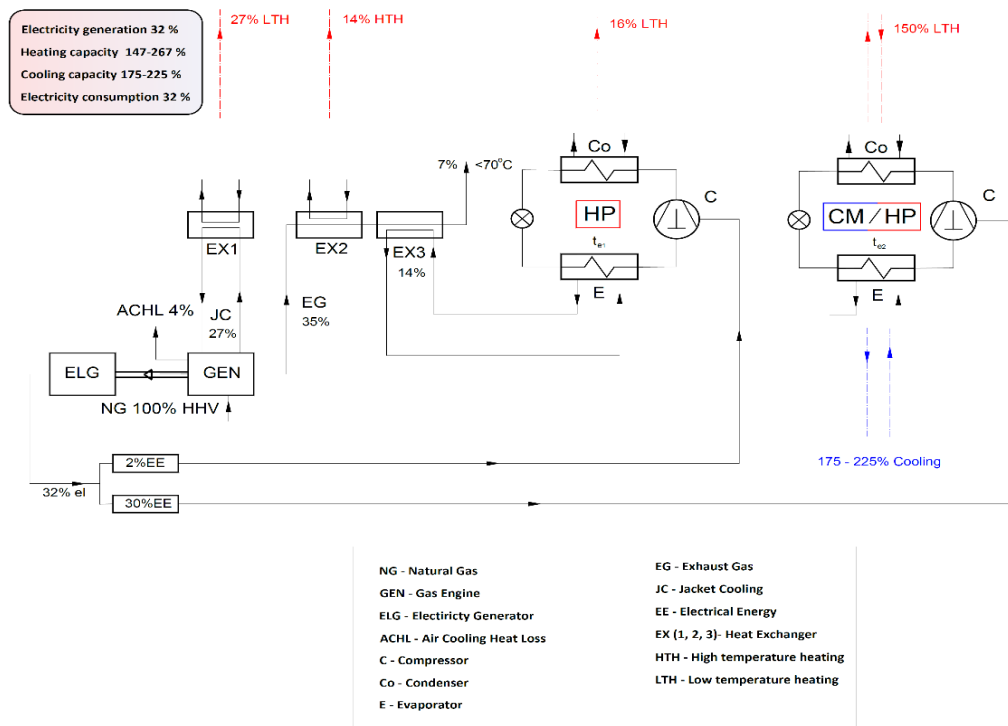 Electricity generation 32 %
Heating capacity 147-267 %
Cooling capacity 175-225 %
Electricity consumption 32 %
27% LTH
14% HTH
16% LTH
150% LTH
Co
Co
7%
<70°C
C
C
HP
CM / HP
EX1
EX2
EX3
14%
te1
te2
E
E
ACHL 4%
JC
27%
EG
35%
ELG
GEN
NG 100% HHV
2%EE
32% el
30%EE
175 - 225% Cooling
NG - Natural Gas
GEN - Gas Engine
ELG - Electiricty Generator
ACHL - Air Cooling Heat Loss
C - Compressor
Co - Condenser
E - Evaporator
EG - Exhaust Gas
JC - Jacket Cooling
EE - Electrical Energy
EX (1, 2, 3)- Heat Exchanger
HTH - High temperature heating
LTH - Low temperature heating